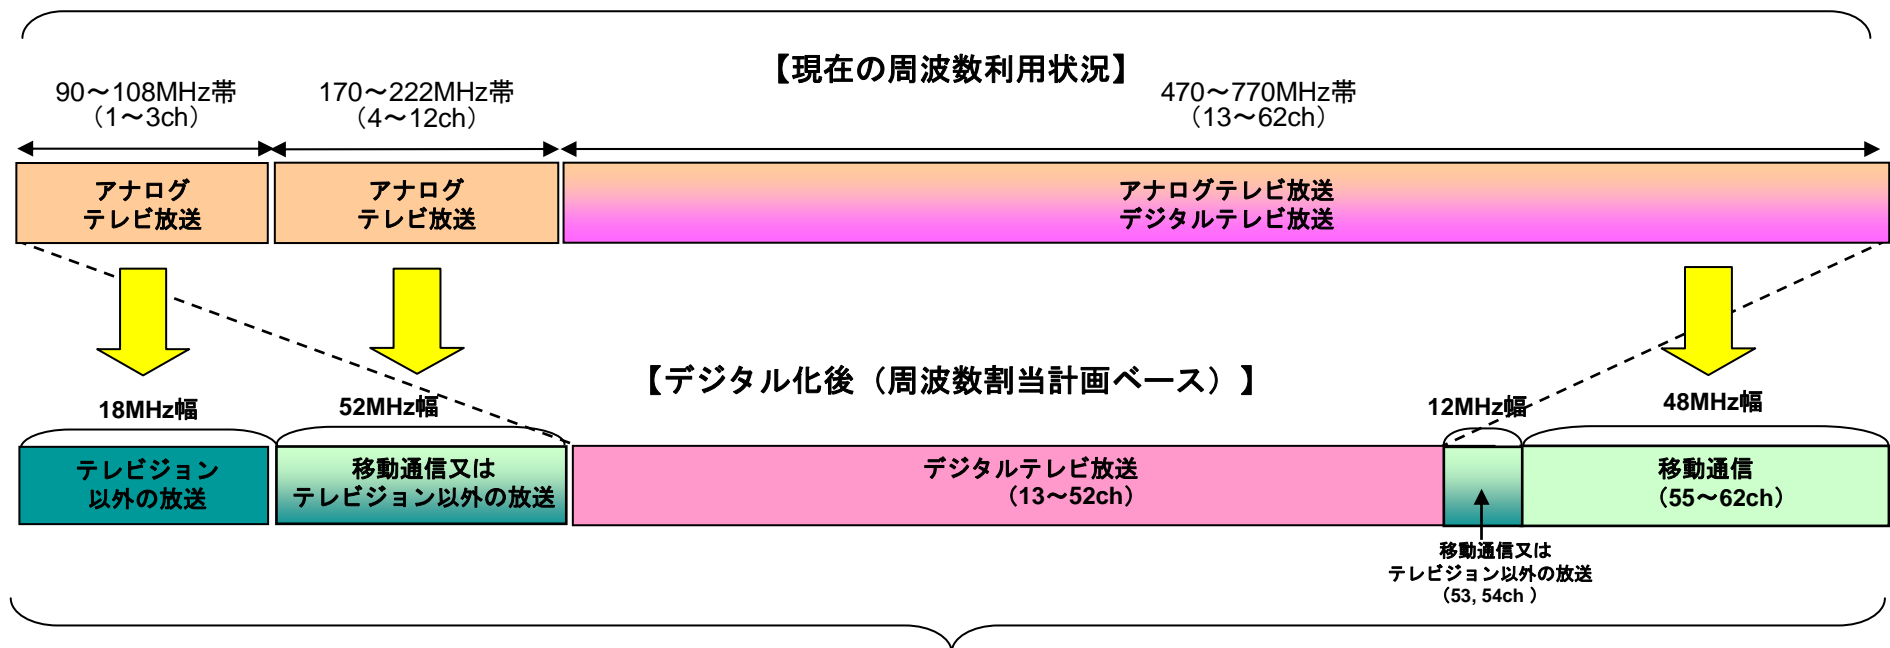 【現在の周波数利用状況】
90～108MHz帯
（1～3ch）
170～222MHz帯
（4～12ch）
470～770MHz帯
（13～62ch）
アナログ
テレビ放送
アナログ
テレビ放送
アナログテレビ放送
デジタルテレビ放送
【デジタル化後（周波数割当計画ベース）】
18MHz幅
52MHz幅
12MHz幅
48MHz幅
テレビジョン
以外の放送
移動通信又は
テレビジョン以外の放送
デジタルテレビ放送
（13～52ch）
移動通信
（55～62ch）
移動通信又は
テレビジョン以外の放送
（53, 54ch ）